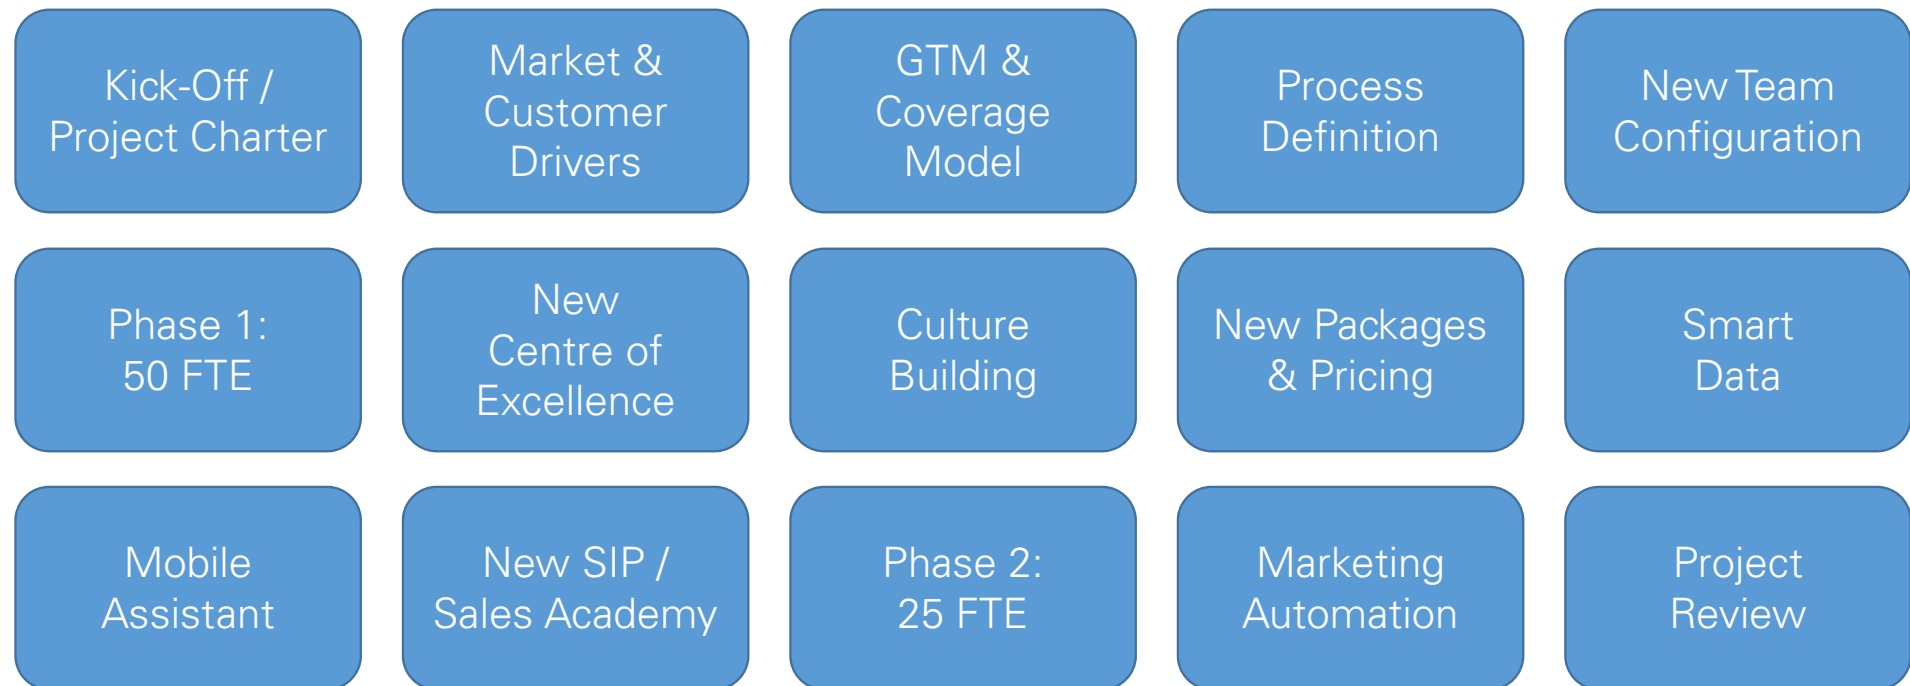 Kick-Off /
Project Charter
Market &
Customer
Drivers
GTM &
Coverage
Model
Process
Definition
New Team
Configuration
Phase 1:
50 FTE
New
Centre of
Excellence
Culture
Building
New Packages
& Pricing
Smart
Data
Mobile
Assistant
New SIP /
Sales Academy
Phase 2:
25 FTE
Marketing
Automation
Project
Review